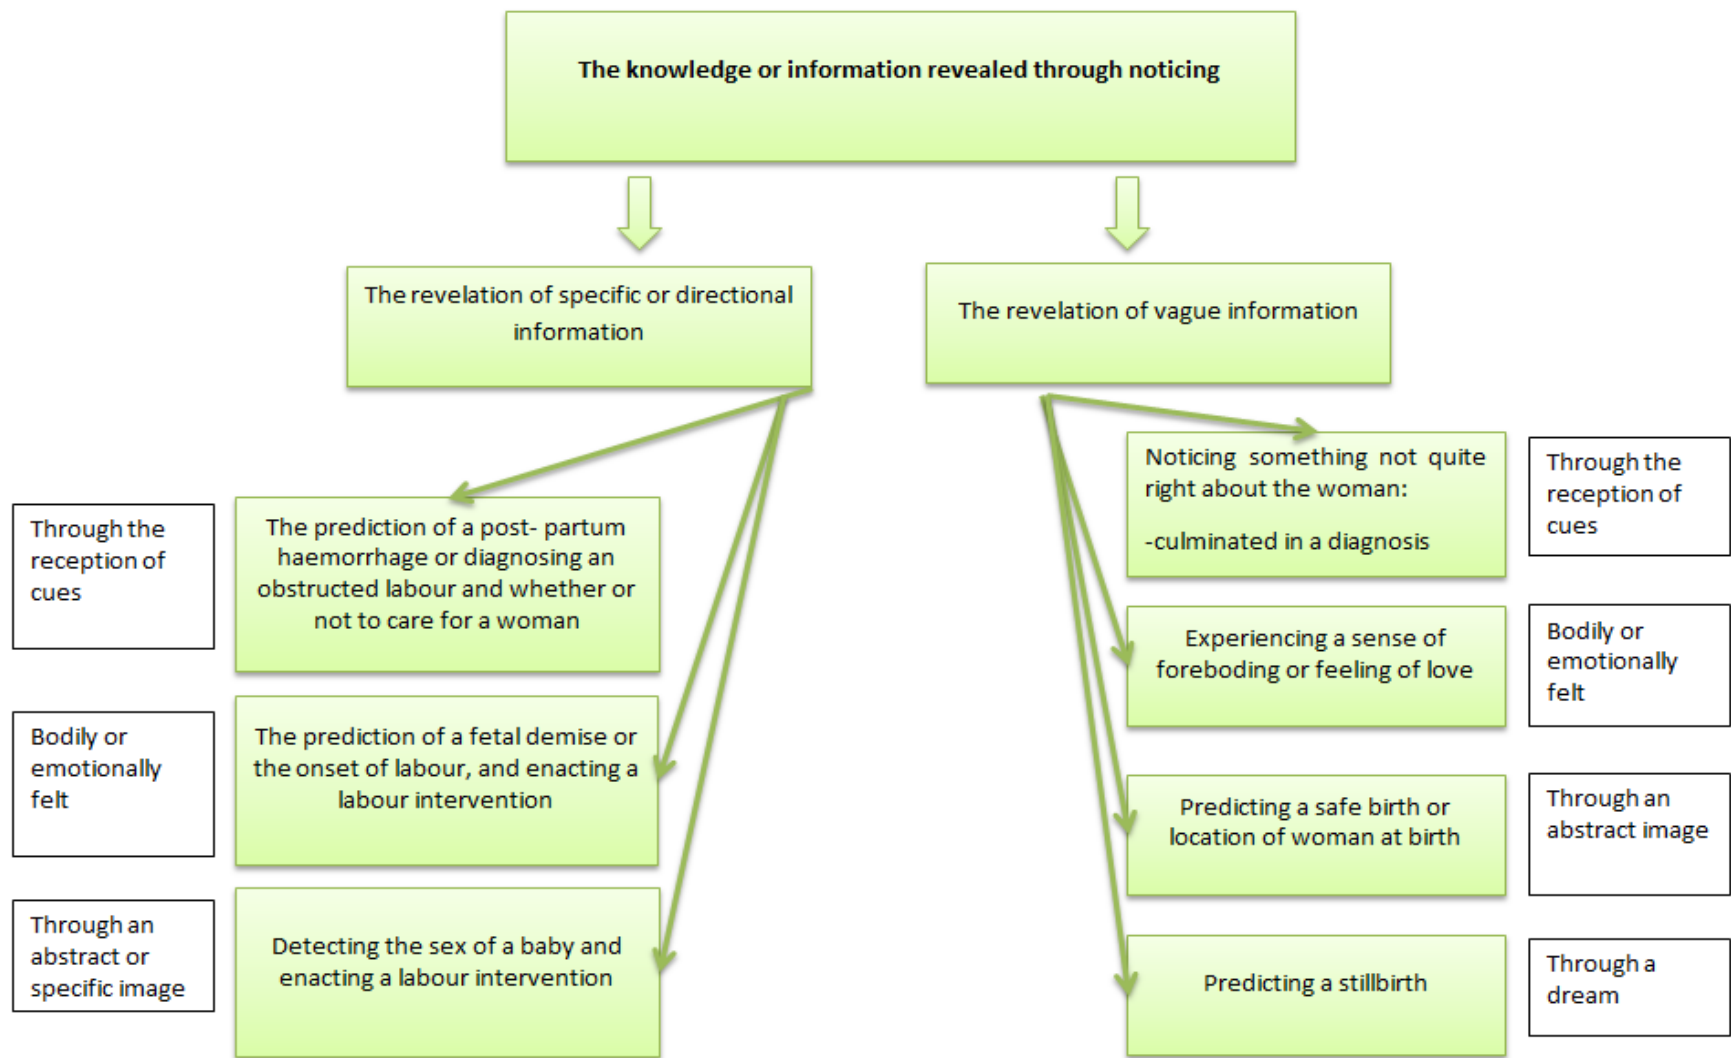 The knowledge or information revealed through noticing
The revelation of specific or directional
information
The revelation of vague information
Through the
reception of
cues
The prediction of a post- partum
haemorrhage or diagnosing an
obstructed labour and whether or
not to care for a woman
Bodily or
emotionally
felt
The prediction of a fetal demise or
the onset of labour, and enacting a
labour intervention
Through an
abstract or
specific image
Detecting the sex of a baby and
enacting a labour intervention
Noticing something not quite
right about the woman:
-culminated in a diagnosis
Through the
reception of
cues
Experiencing a sense of
foreboding or feeling of love
Bodily or
emotionally
felt
Predicting a safe birth or
location of woman at birth
Through an
abstract image
Predicting a stillbirth
Through a
dream